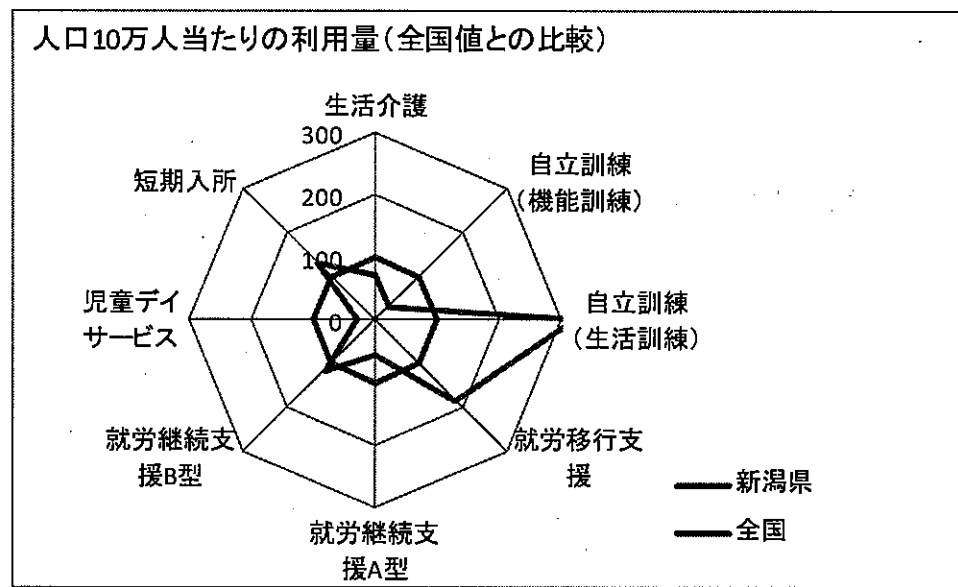 人口10万人当たりの利用量(全国値との比較)
生活介護
300
200
100
0
自立訓練
(機能訓練)
自立訓練
(生活訓練)
就労移行支
援
就労継続支
援A型
就労継続支
援B型
児童デイ
サービス
短期入所
新潟県
全国